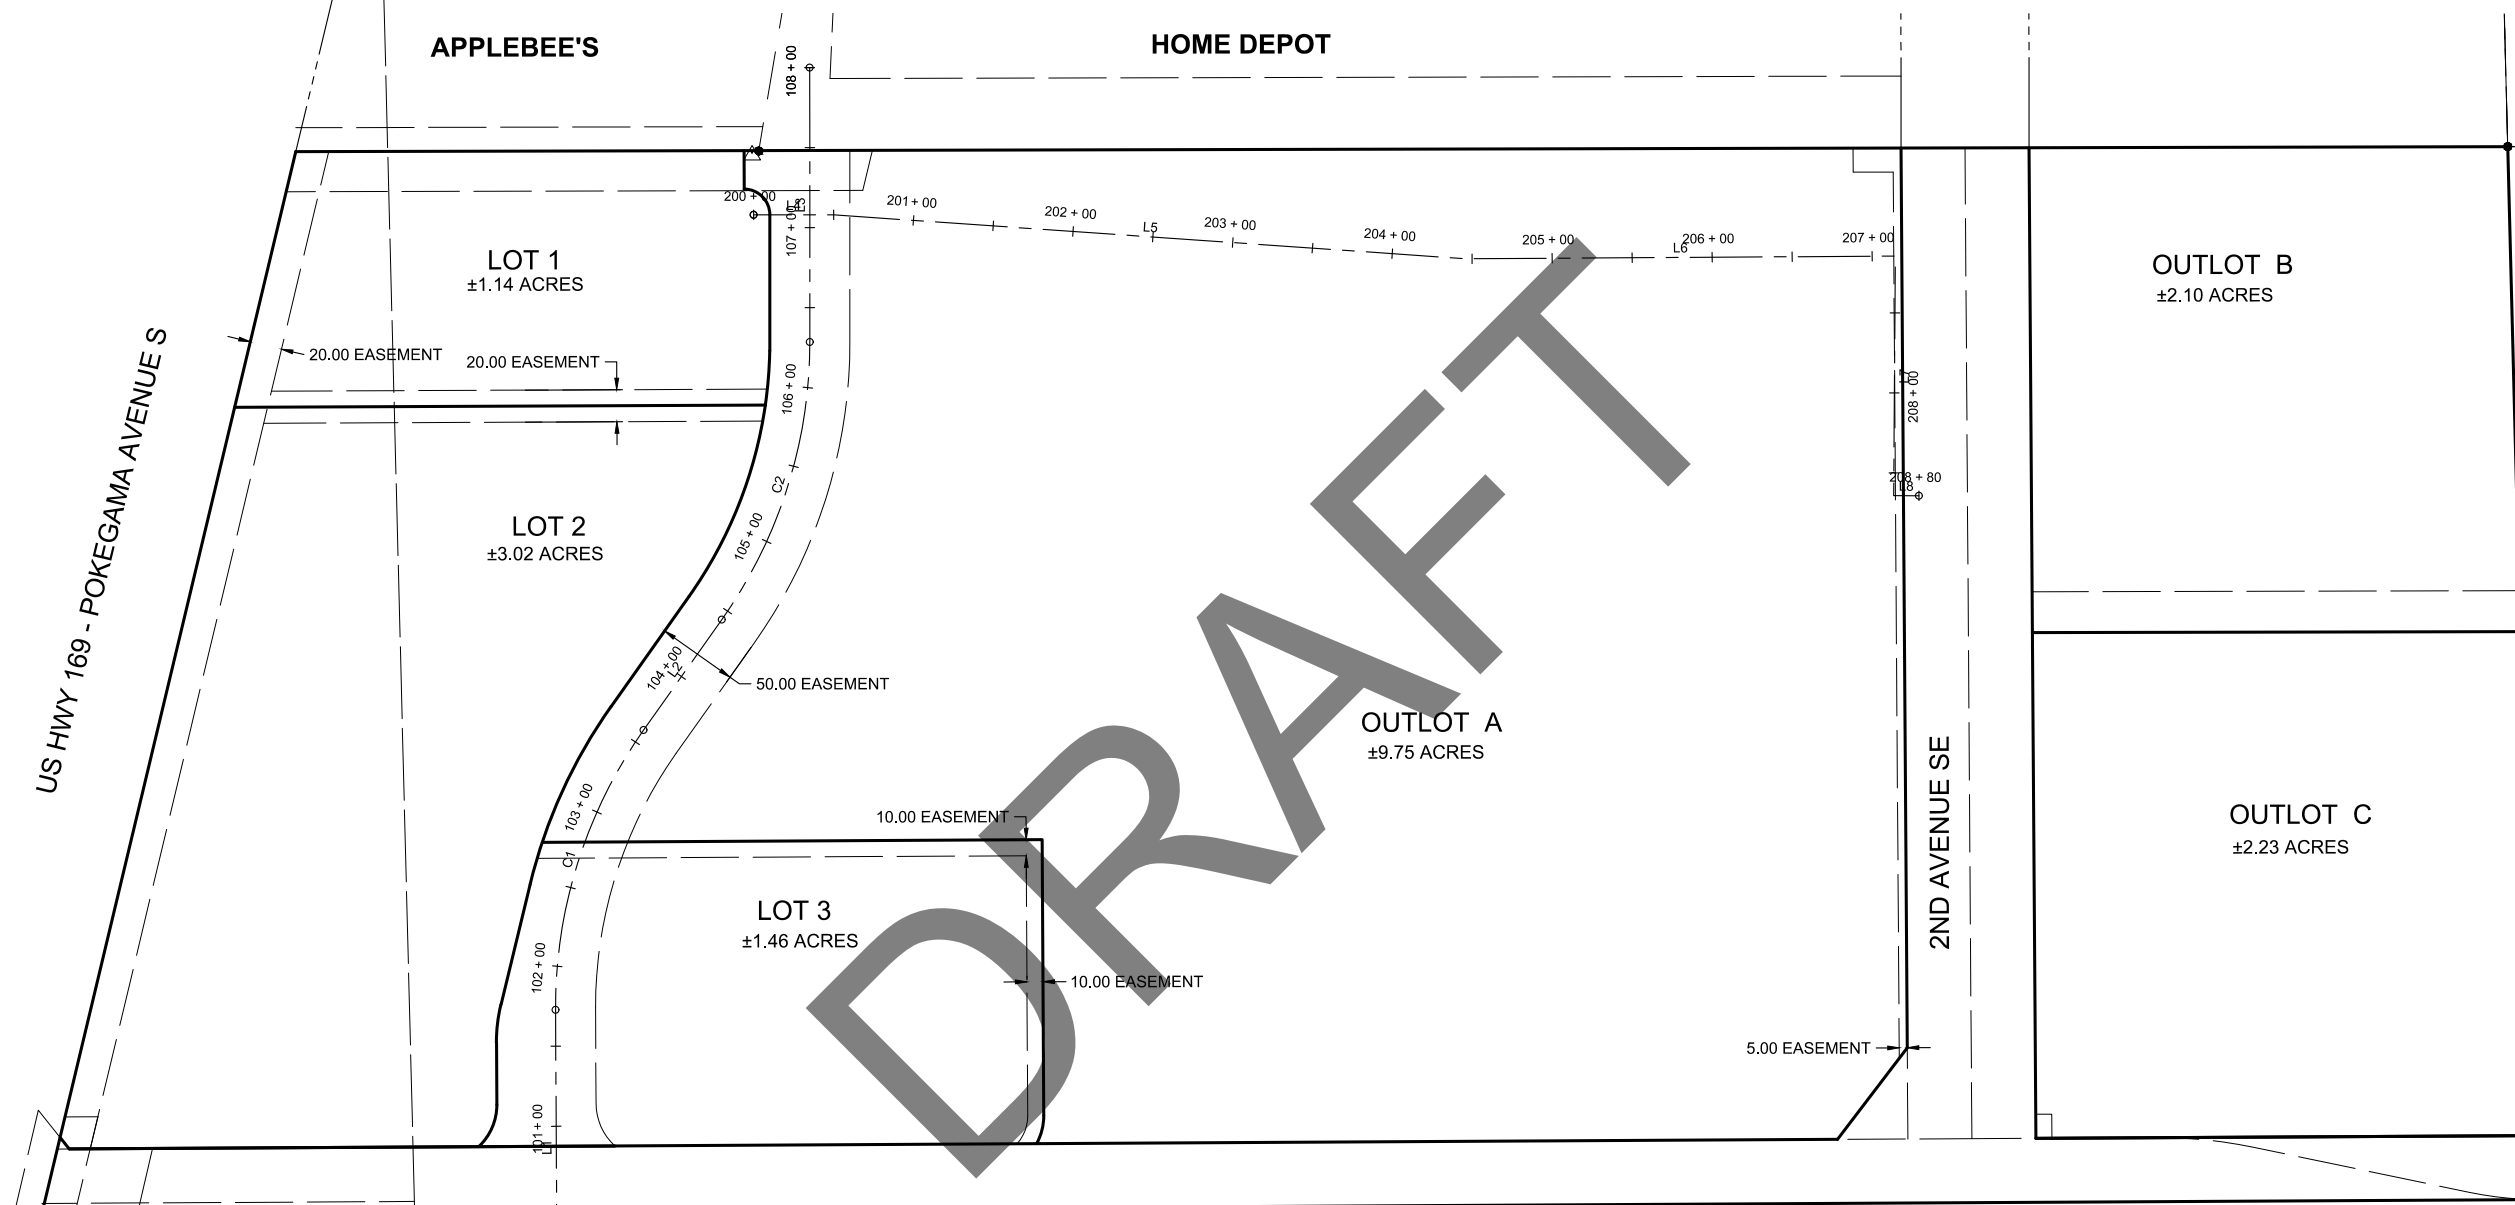 APPLEBEE'S
HOME DEPOT
108 + 00
200 + 00
L4
L3
107 + 00
201 + 00
202 + 00
L5
203 + 00
204 + 00
205 + 00
L6
206 + 00
207 + 00
LOT 1
±1.14 ACRES
OUTLOT B
±2.10 ACRES
20.00 EASEMENT
20.00 EASEMENT
106 + 00
L7
208 + 00
US HWY 169 - POKEGAMA AVENUE S
C2
208 + 80
L8
LOT 2
±3.02 ACRES
105 + 00
104 + 00
L2
50.00 EASEMENT
OUTLOT A
±9.75 ACRES
2ND AVENUE SE
OUTLOT C
±2.23 ACRES
103 + 00
10.00 EASEMENT
C1
LOT 3
±1.46 ACRES
102 + 00
10.00 EASEMENT
5.00 EASEMENT
101 + 00
L1
DRAFT